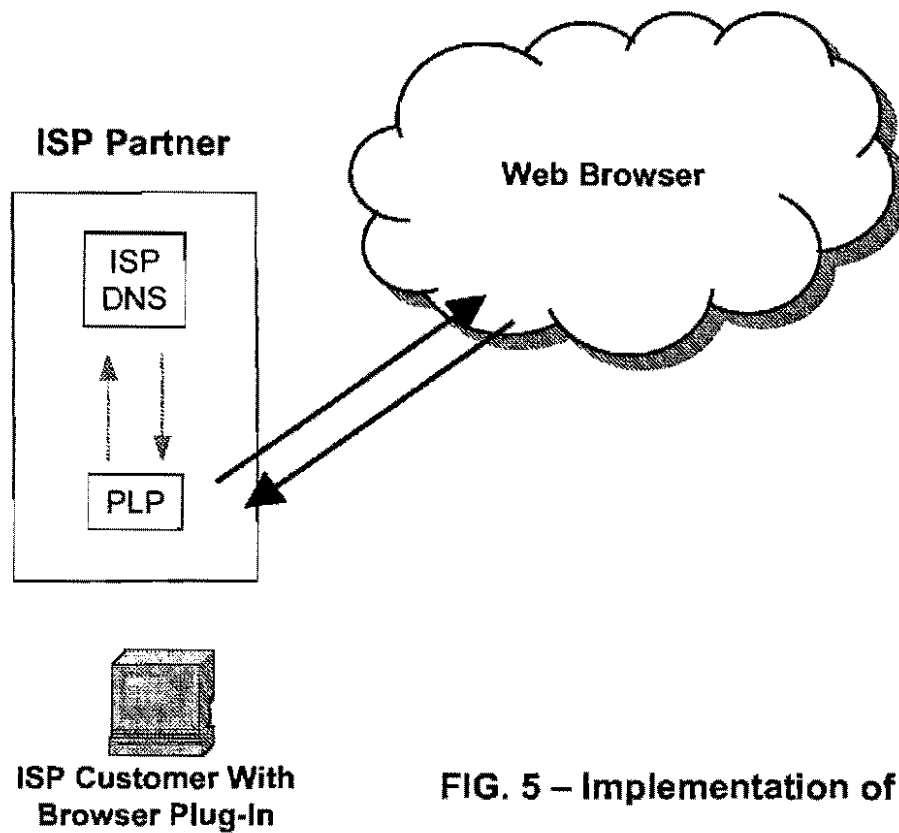 ISP Partner
Web Browser
ISP
DNS
PLP
ISP Customer With
Browser Plug-In
FIG. 5 – Implementation of